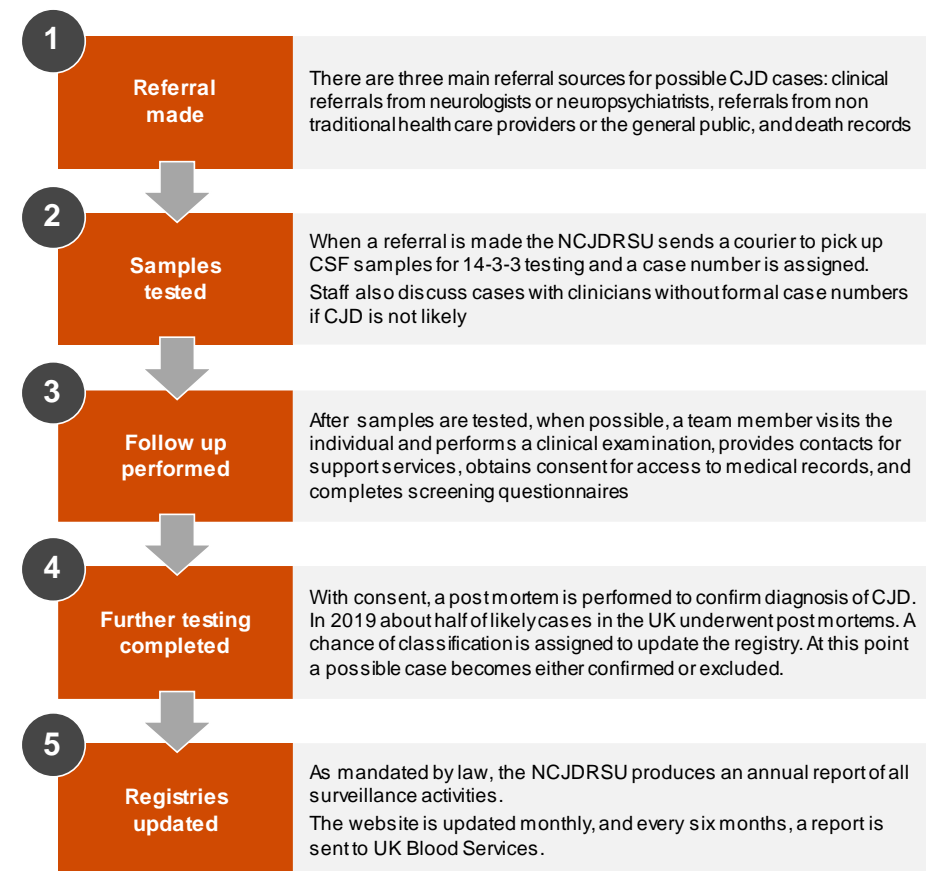 1
Referral
made
There are three main referral sources for possible CJD cases: clinical
referrals from neurologists or neuropsychiatrists, referrals from non
traditional health care providers or the general public, and death records
2
Samples
tested
When a referral is made the NCJDRSU sends a courier to pick up
CSF samples for 14-3-3 testing and a case number is assigned.
Staff also discuss cases with clinicians without formal case numbers
if CJD is not likely
3
Follow up
performed
After samples are tested, when possible, a team member visits the
individual and performs a clinical examination, provides contacts for
support services, obtains consent for access to medical records, and
completes screening questionnaires
4
Further testing
completed
With consent, a post mortem is performed to confirm diagnosis of CJD.
In 2019 about half of likely cases in the UK underwent post mortems. A
chance of classification is assigned to update the registry. At this point
a possible case becomes either confirmed or excluded.
5
Registries
updated
As mandated by law, the NCJDRSU produces an annual report of all
surveillance activities.
The website is updated monthly, and every six months, a report is
sent to UK Blood Services.